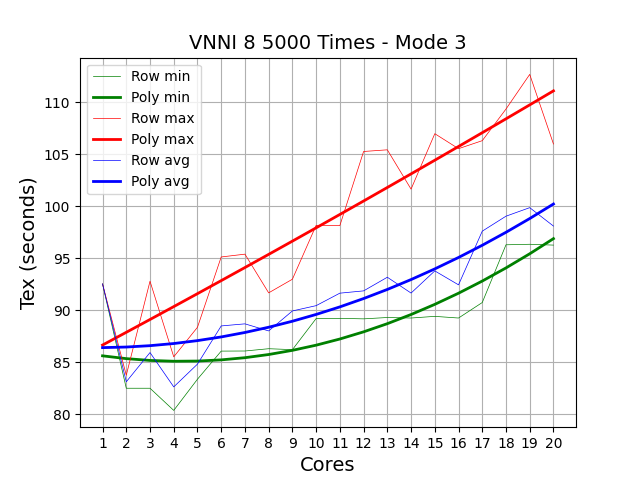 VNNI 8 5000 Times - Mode 3
Row min
Poly min
Row max
Poly max
Row avg
Poly avg
Tex (seconds)
110
105
100
95
90
85
80
1 2 3 4 5 6 7 8 9 10 11 12 13 14 15 16 17 18 19 20
Cores